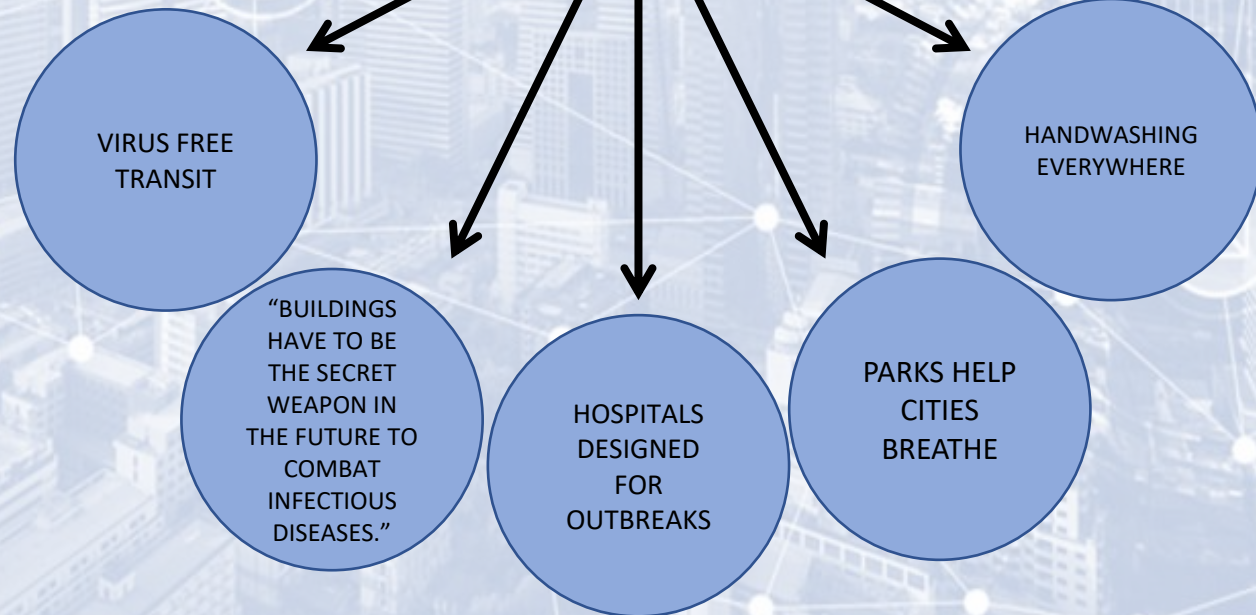 VIRUS FREE
TRANSIT
“BUILDINGS
HAVE TO BE
THE SECRET
WEAPON IN
THE FUTURE TO
COMBAT
INFECTIOUS
DISEASES.”
HOSPITALS
DESIGNED
FOR
OUTBREAKS
PARKS HELP
CITIES
BREATHE
HANDWASHING
EVERYWHERE